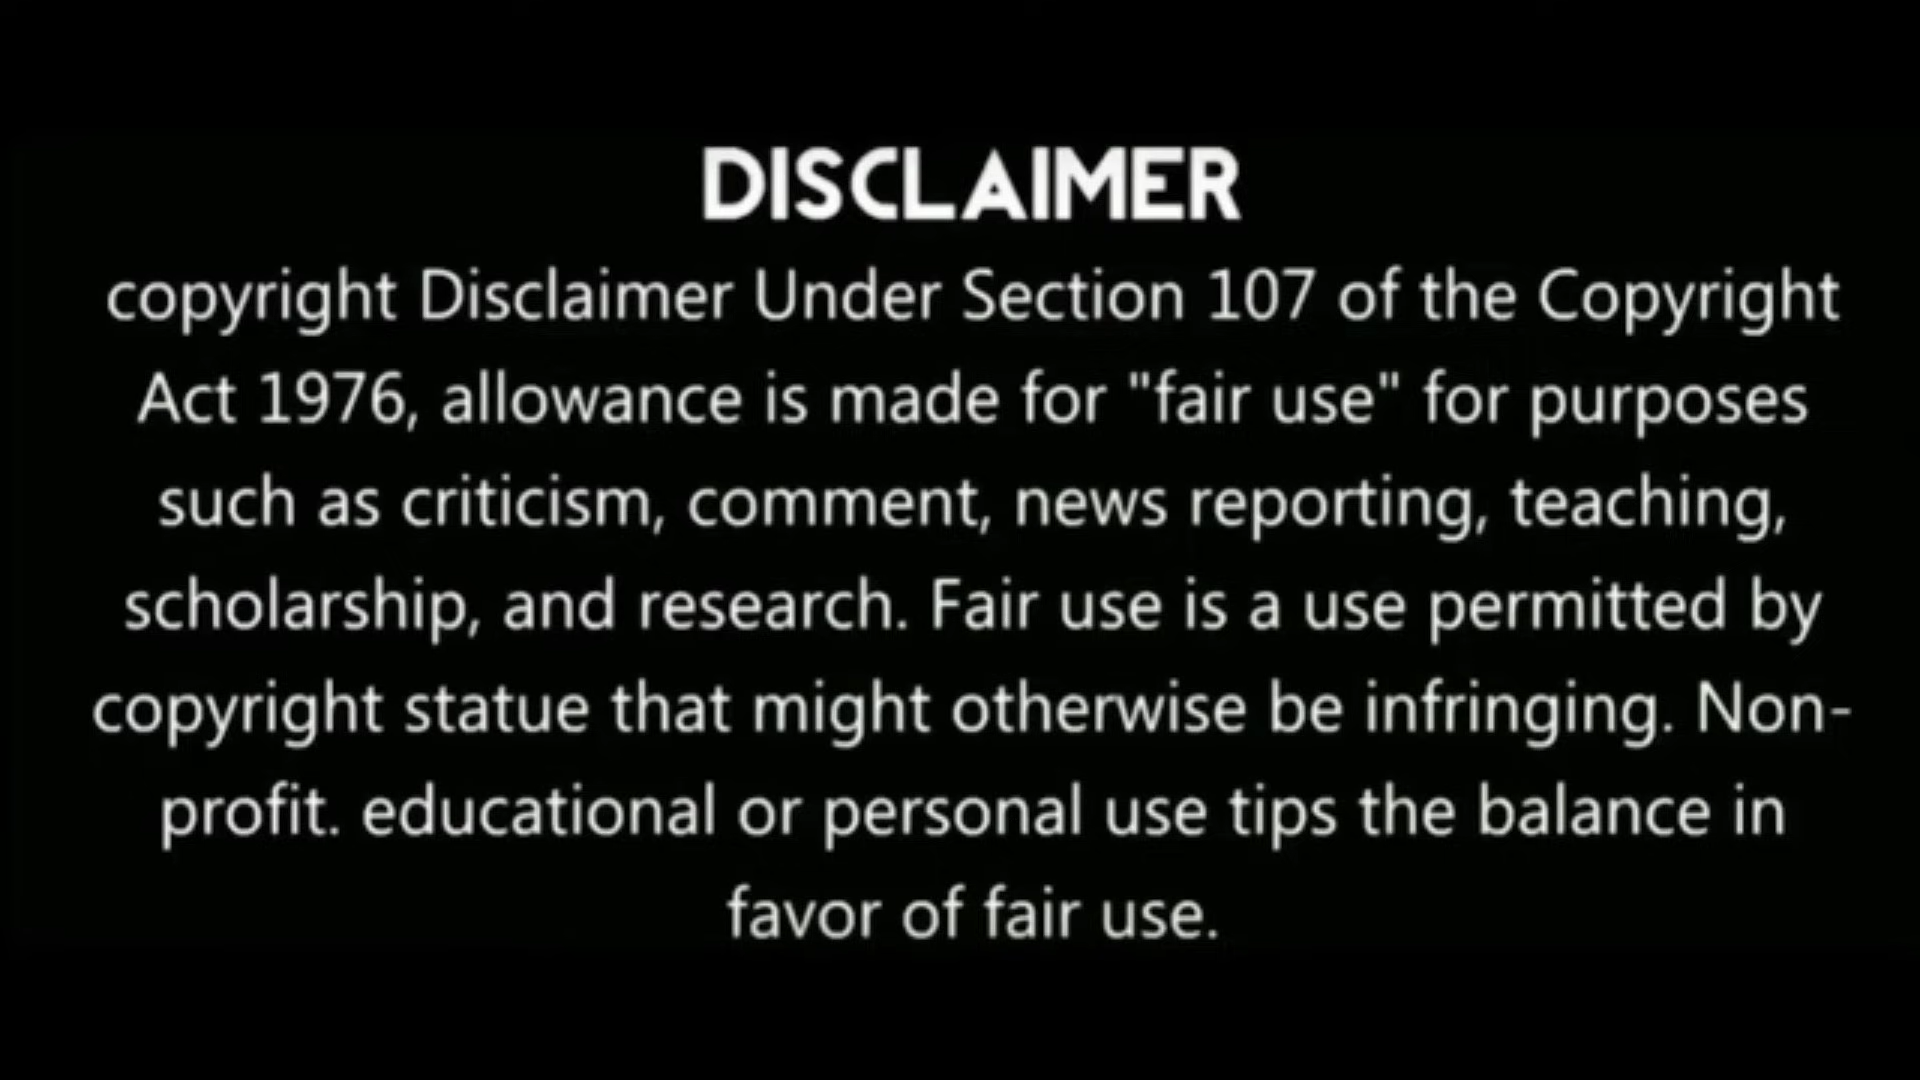 DISCLAIMER
copyright Disclaimer Under Section 107 of the Copyright
Act 1976, allowance is made for "fair use" for purposes
such as criticism, comment, news reporting, teaching,
scholarship, and research. Fair use is a use permitted by
copyright statue that might otherwise be infringing. Non-
profit. educational or personal use tips the balance in
favor of fair use.